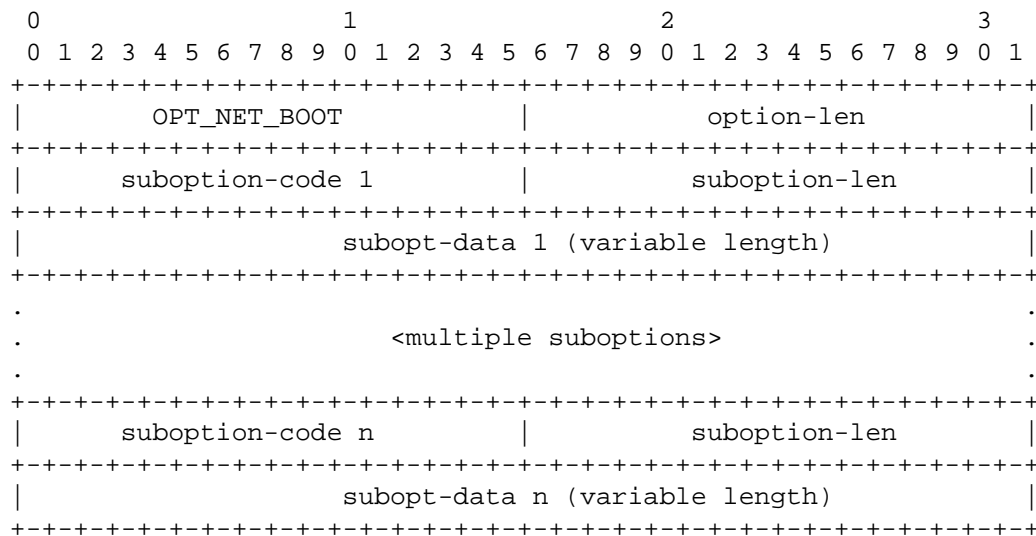 0                   1                   2                   3
 0 1 2 3 4 5 6 7 8 9 0 1 2 3 4 5 6 7 8 9 0 1 2 3 4 5 6 7 8 9 0 1
+-+-+-+-+-+-+-+-+-+-+-+-+-+-+-+-+-+-+-+-+-+-+-+-+-+-+-+-+-+-+-+-+
|        OPT_NET_BOOT           |           option-len          |
+-+-+-+-+-+-+-+-+-+-+-+-+-+-+-+-+-+-+-+-+-+-+-+-+-+-+-+-+-+-+-+-+
|      suboption-code 1         |          suboption-len        |
+-+-+-+-+-+-+-+-+-+-+-+-+-+-+-+-+-+-+-+-+-+-+-+-+-+-+-+-+-+-+-+-+
|                    subopt-data 1 (variable length)            |
+-+-+-+-+-+-+-+-+-+-+-+-+-+-+-+-+-+-+-+-+-+-+-+-+-+-+-+-+-+-+-+-+
.                                                               .
.                       <multiple suboptions>                   .
.                                                               .
+-+-+-+-+-+-+-+-+-+-+-+-+-+-+-+-+-+-+-+-+-+-+-+-+-+-+-+-+-+-+-+-+
|      suboption-code n         |          suboption-len        |
+-+-+-+-+-+-+-+-+-+-+-+-+-+-+-+-+-+-+-+-+-+-+-+-+-+-+-+-+-+-+-+-+
|                    subopt-data n (variable length)            |
+-+-+-+-+-+-+-+-+-+-+-+-+-+-+-+-+-+-+-+-+-+-+-+-+-+-+-+-+-+-+-+-+